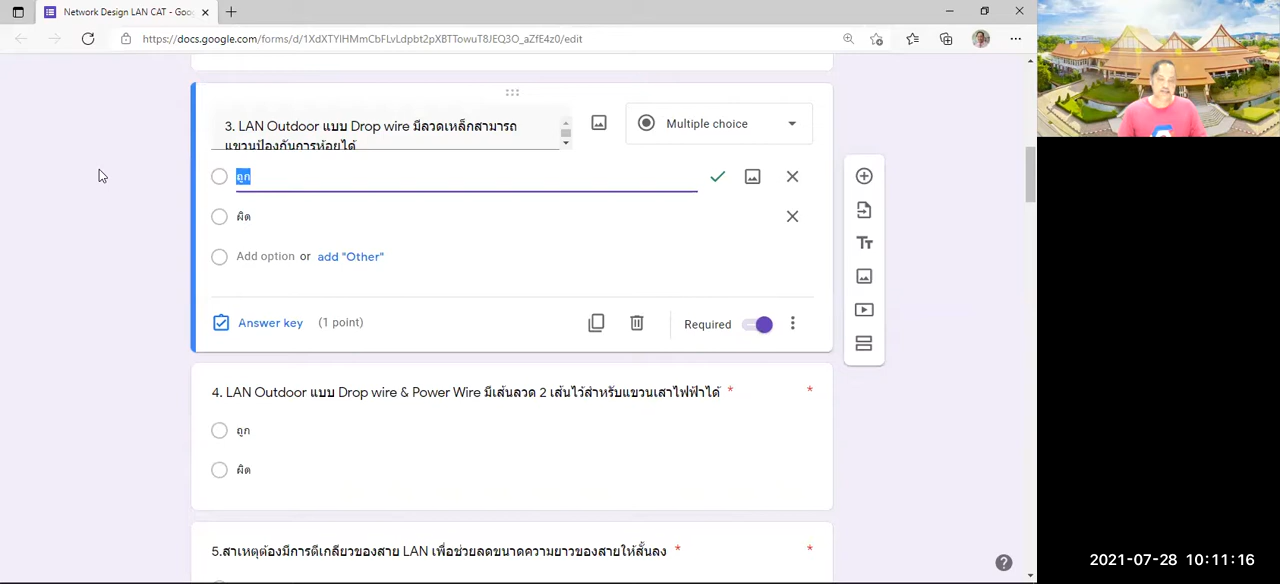 Network Design LAN CAT - Goo
https://docs.google.com/forms/d/1XdXTYlHMmCbFLvLdpbt2pXBTTowuT8JEQ3O_aZfE4z0/edit
3. LAN Outdoor แบบ Drop wire มีลวดเหล็กสามารถ
แขวนป้องกันการห้อยได้
Multiple choice
ถูก
ผิด
Add option or add "Other"
Answer key (1 point)
Required
4. LAN Outdoor แบบ Drop wire & Power Wire มีเส้นลวด 2 เส้นไว้สำหรับแขวนเสาไฟฟ้าได้ * *
ถูก
ผิด
5.สาเหตุต้องมีการตีเกลียวของสาย LAN เพื่อช่วยลดขนาดความยาวของสายให้สั้นลง * *
2021-07-28 10:11:16